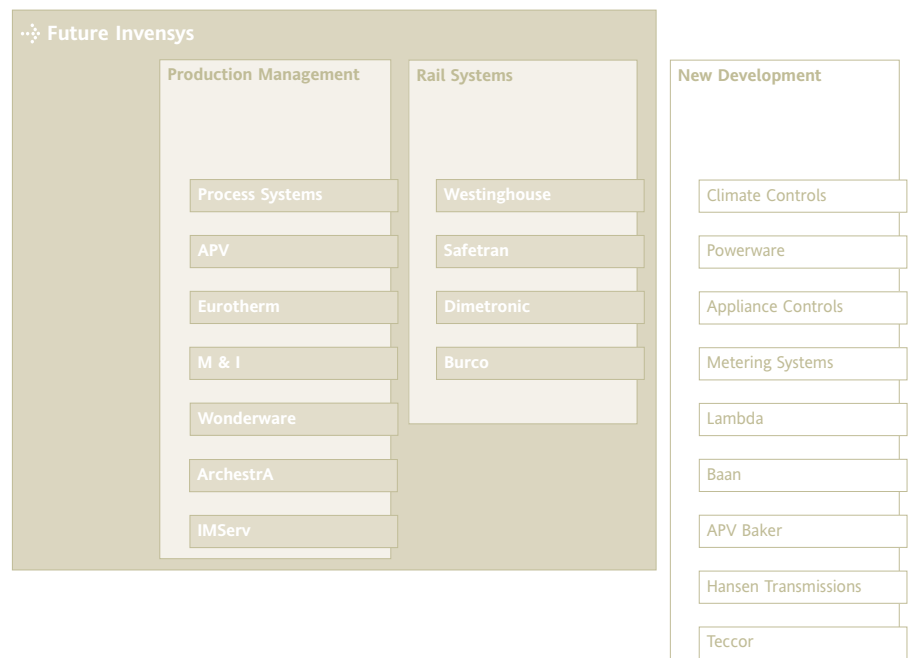 Future Invensys
Production Management
Process Systems
APV
Eurotherm
M & I
Wonderware
ArchestrA
IMServ
Rail Systems
Westinghouse
Safetran
Dimetronic
Burco
New Development
Climate Controls
Powerware
Appliance Controls
Metering Systems
Lambda
Baan
APV Baker
Hansen Transmissions
Teccor